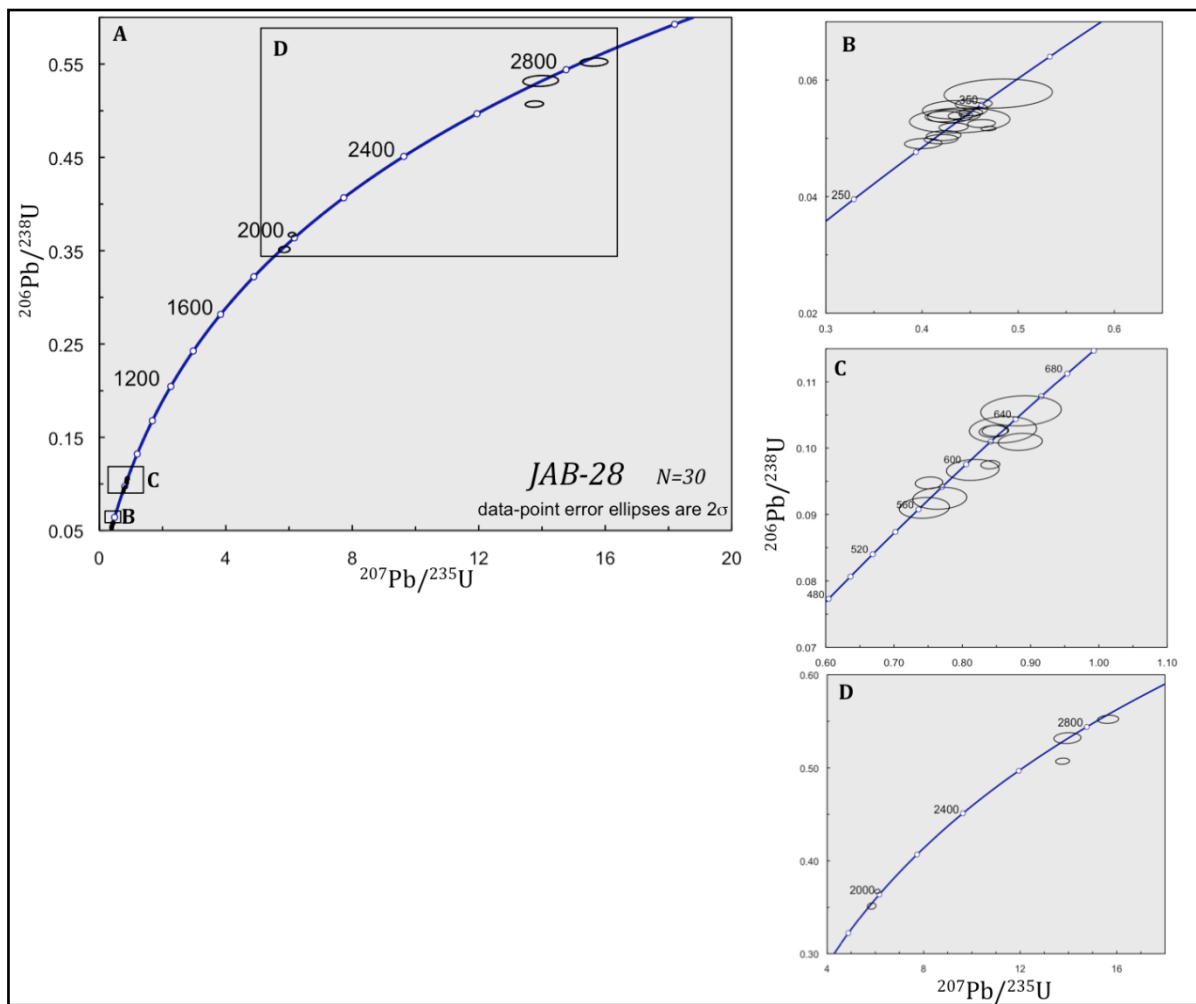 A
D
0.55
2800
0.45
2400
206Pb/238U
0.35
2000
1600
0.25
1200
0.15
C
JAB-28 N=30
B
data-point error ellipses are 2σ
0.05
0 4 8 12 16 20
207Pb/235U
B
0.06
350
0.04
250
0.02
0.3 0.4 0.5 0.6
C
0.11
680
640
0.10
600
206Pb/238U
0.09
560
520
0.08
480
0.07
0.60 0.70 0.80 0.90 1.00 1.10
0.60
D
2800
0.50
2400
0.40
2000
0.30
4 8 12 16
207Pb/235U